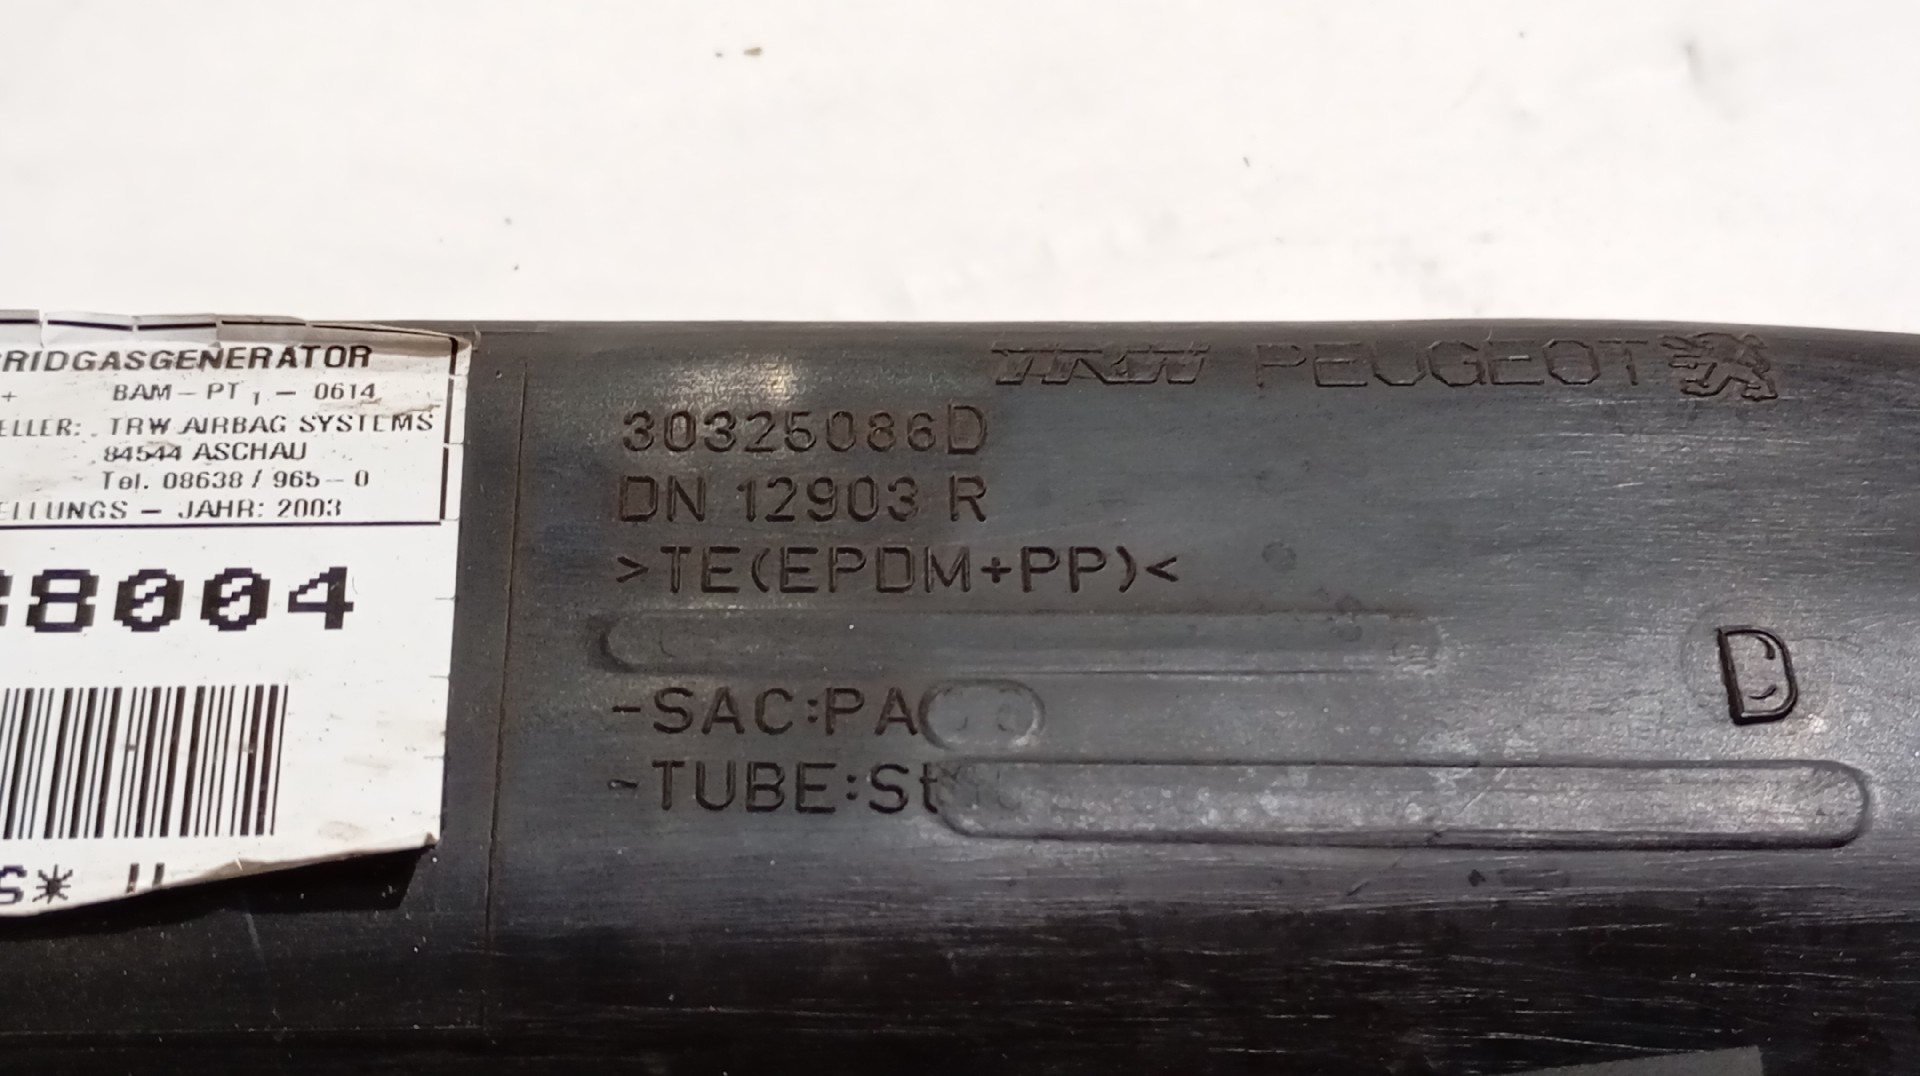 RIDGASGENERATOR
+ BAM-PT 1 - 0614
ELLER: TRW AIRBAG SYSTEMS
84544 ASCHAU
Tel. 08638 / 965-0
ELLUNGS - JAHR: 2003
8004
S* 
TRW PEUGEOT
30325086D
DN 12903 R
>TE(EPDM+PP)<
-SAC:PA
-TUBE:St
D